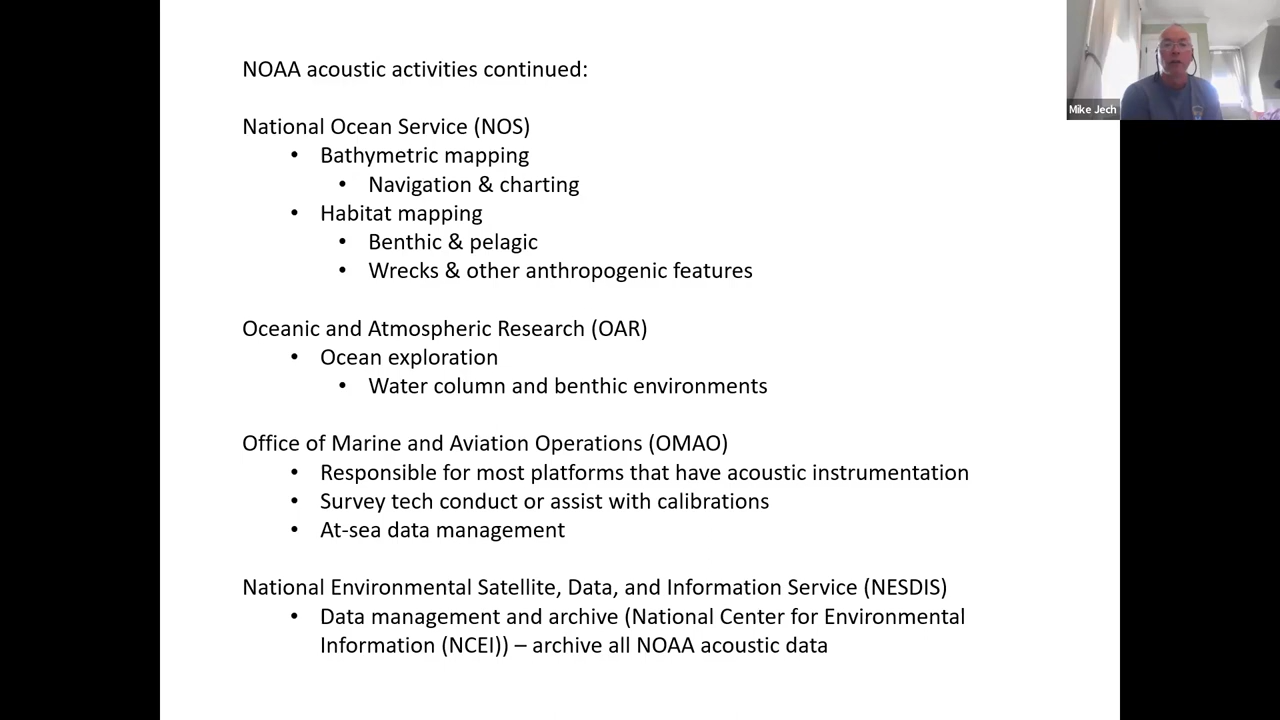 NOAA acoustic activities continued:
Mike Jech
National Ocean Service (NOS)
• Bathymetric mapping
• Navigation & charting
• Habitat mapping
• Benthic & pelagic
• Wrecks & other anthropogenic features
Oceanic and Atmospheric Research (OAR)
• Ocean exploration
• Water column and benthic environments
Office of Marine and Aviation Operations (OMAO)
• Responsible for most platforms that have acoustic instrumentation
• Survey tech conduct or assist with calibrations
• At-sea data management
National Environmental Satellite, Data, and Information Service (NESDIS)
• Data management and archive (National Center for Environmental
Information (NCEI)) – archive all NOAA acoustic data